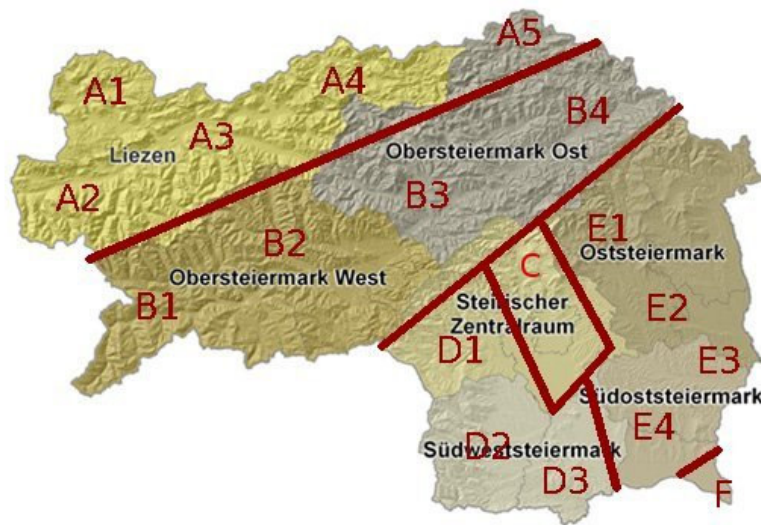 A5
A1
A4
A3
B4
Liezen
Obersteiermark Ost
A2
B3
B2
E1
C
Oststeiermark
Obersteiermark West
B1
Steirischer
Zentralraum
E2
D1
E3
Südoststeiermark
E4
D2
Südweststeiermark
D3
F